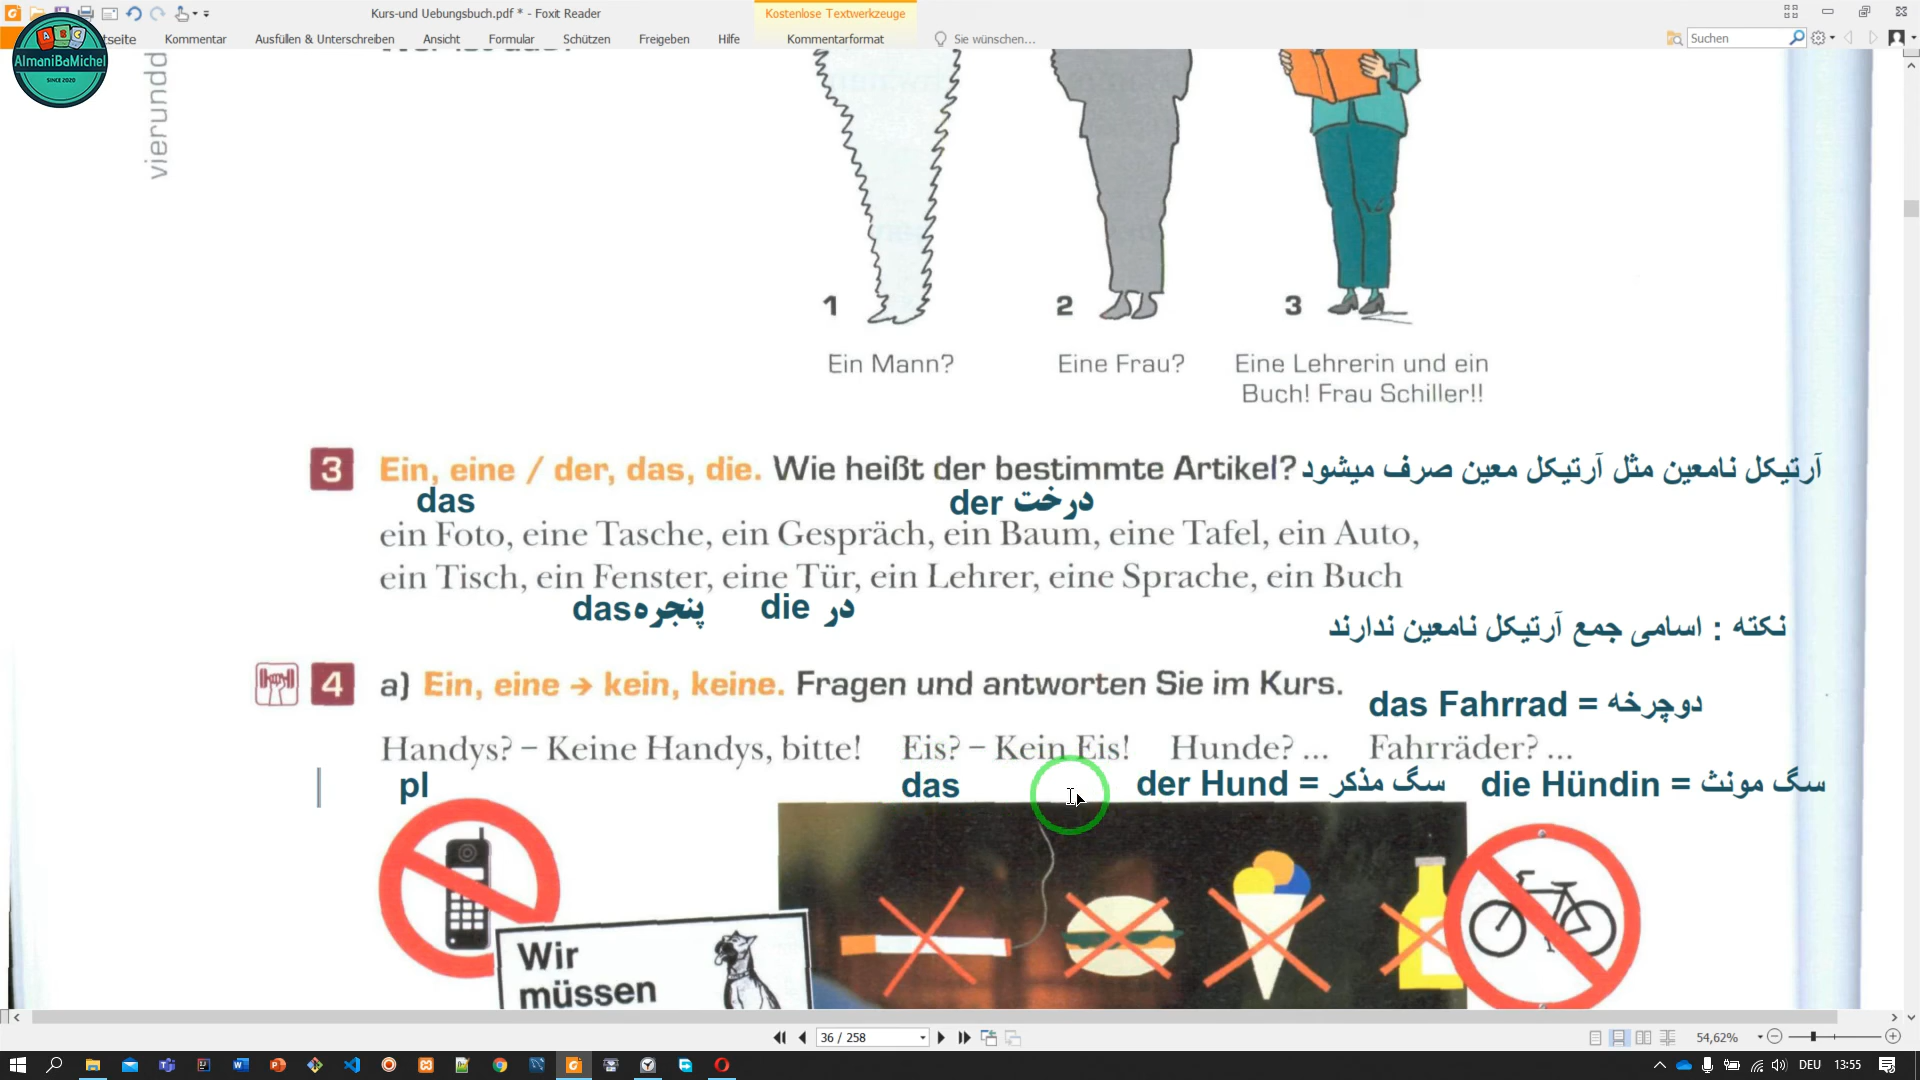 Kurs-und Uebungsbuch.pdf * - Foxit Reader
Kostenlose Textwerkzeuge
Kommentar
Ausfüllen & Unterschreiben
Ansicht
Formular
Schützen
Freigeben
Hilfe
Kommentarformat
Sie wünschen...
Suchen
ABC
AlmaniBaMichel
SINCE 2020
vierundd
1
2
3
Ein Mann?
Eine Frau?
Eine Lehrerin und ein
Buch! Frau Schiller!!
3 Ein, eine / der, das, die. Wie heißt der bestimmte Artikel? آرتیکل نامعین مثل آرتیکل معین صرف میشود
das
der درخت
ein Foto, eine Tasche, ein Gespräch, ein Baum, eine Tafel, ein Auto,
ein Tisch, ein Fenster, eine Tür, ein Lehrer, eine Sprache, ein Buch
das پنجره
die در
نکته : اسامی جمع آرتیکل نامعین ندارند
4 a) Ein, eine → kein, keine. Fragen und antworten Sie im Kurs.
das Fahrrad = دوچرخه
Handys? – Keine Handys, bitte! Eis? – Kein Eis! Hunde? ... Fahrräder? ...
pl
das
der Hund = سگ مذکر
die Hündin = سگ مونث
Wir
müssen
36 / 258
54,62%
DEU
13:55